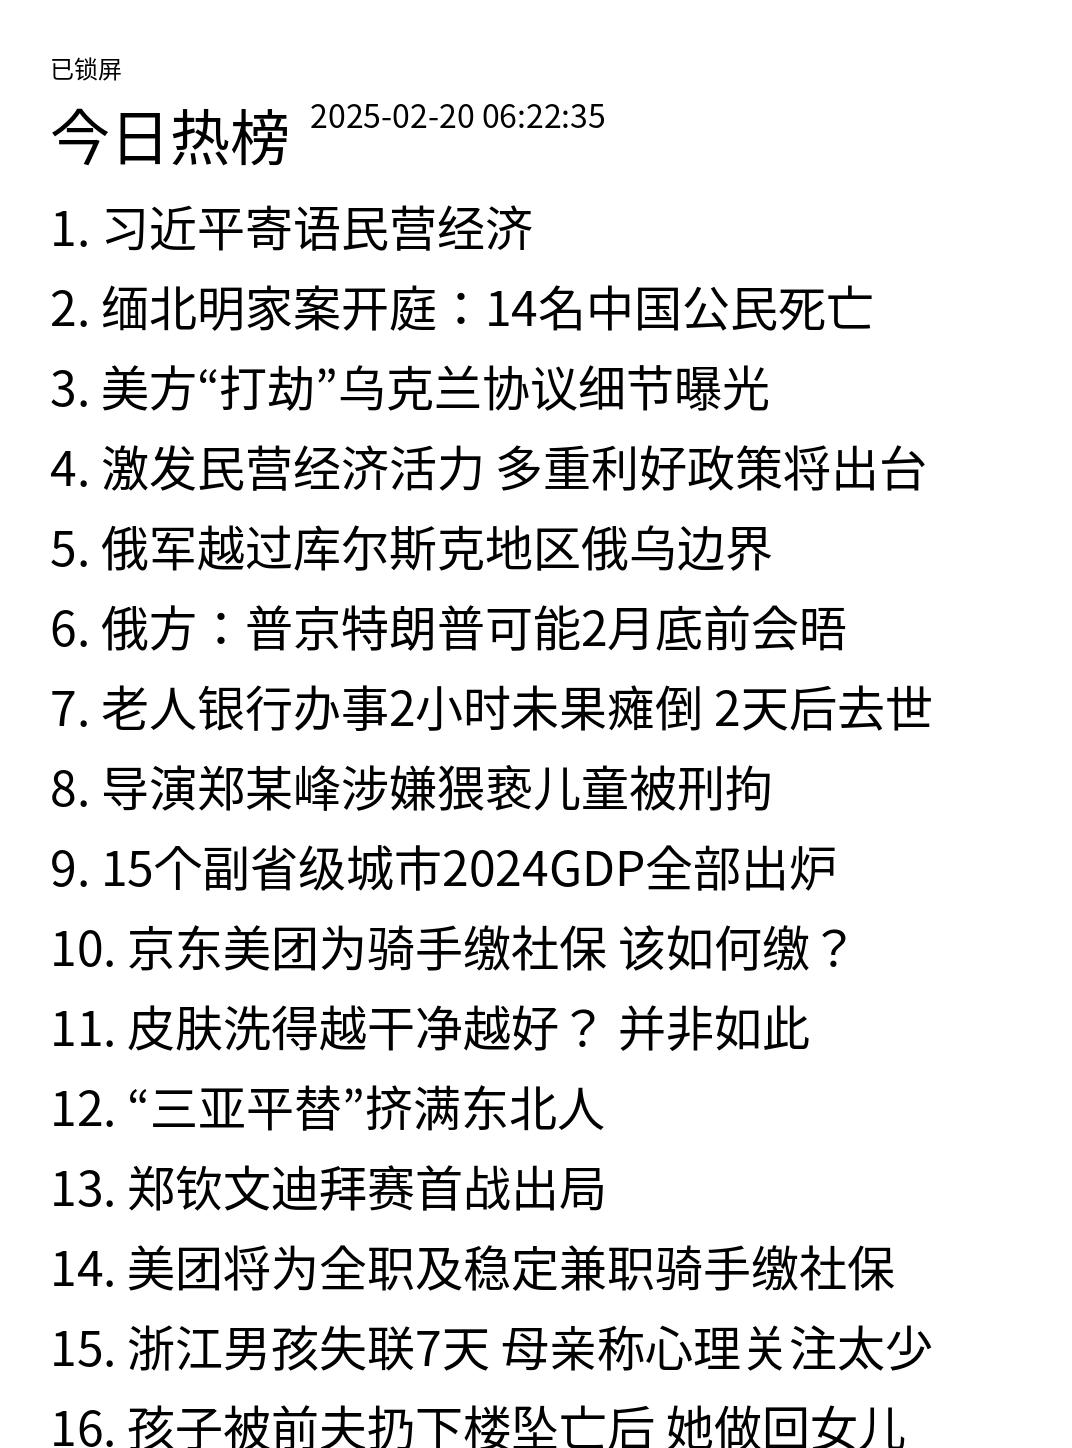 已锁屏
今日热榜 2025-02-20 06:22:35
1. 习近平寄语民营经济
2. 缅北明家案开庭：14名中国公民死亡
3. 美方“打劫”乌克兰协议细节曝光
4. 激发民营经济活力 多重利好政策将出台
5. 俄军越过库尔斯克地区俄乌边界
6. 俄方：普京特朗普可能2月底前会晤
7. 老人银行办事2小时未果瘫倒 2天后去世
8. 导演郑某峰涉嫌猥亵儿童被刑拘
9. 15个副省级城市2024GDP全部出炉
10. 京东美团为骑手缴社保 该如何缴？
11. 皮肤洗得越干净越好？ 并非如此
12. “三亚平替”挤满东北人
13. 郑钦文迪拜赛首战出局
14. 美团将为全职及稳定兼职骑手缴社保
15. 浙江男孩失联7天 母亲称心理关注太少
16. 孩子被前夫扔下楼坠亡后 她做回女儿